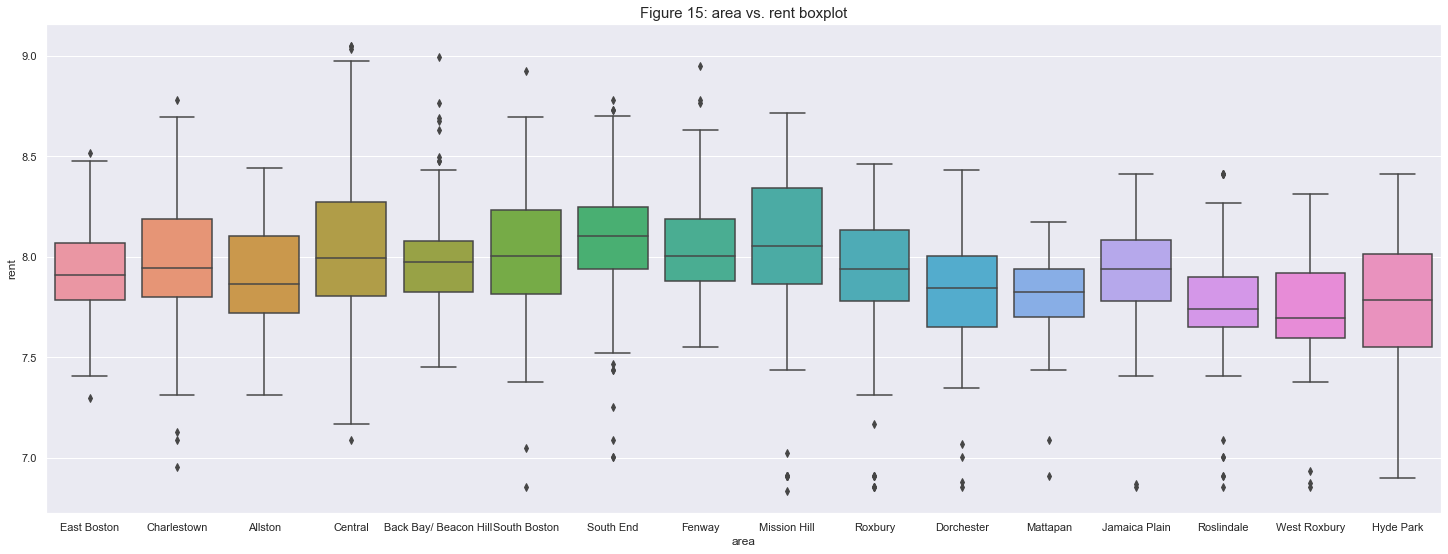 Figure 15: area vs. rent boxplot
9.0
8.5
8.0
7.5
7.0
rent
East Boston Charlestown Allston Central Back Bay/ Beacon Hill South Boston South End Fenway Mission Hill Roxbury Dorchester Mattapan Jamaica Plain Roslindale West Roxbury Hyde Park
area